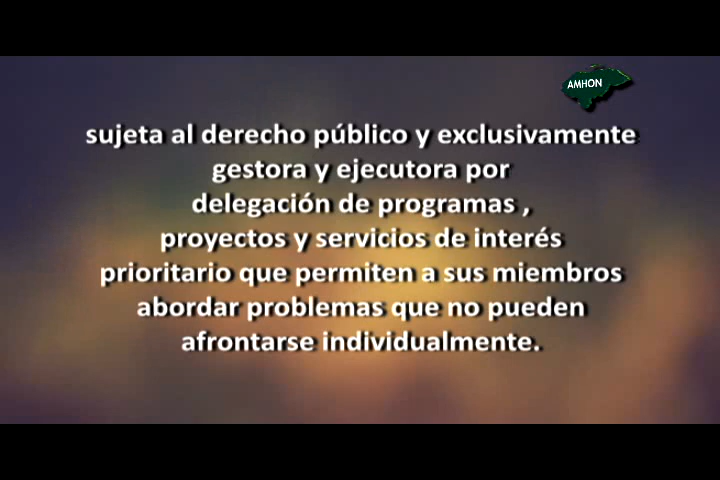 AMHON
sujeta al derecho público y exclusivamente
gestora y ejecutora por
delegación de programas ,
proyectos y servicios de interés
prioritario que permiten a sus miembros
abordar problemas que no pueden
afrontarse individualmente.